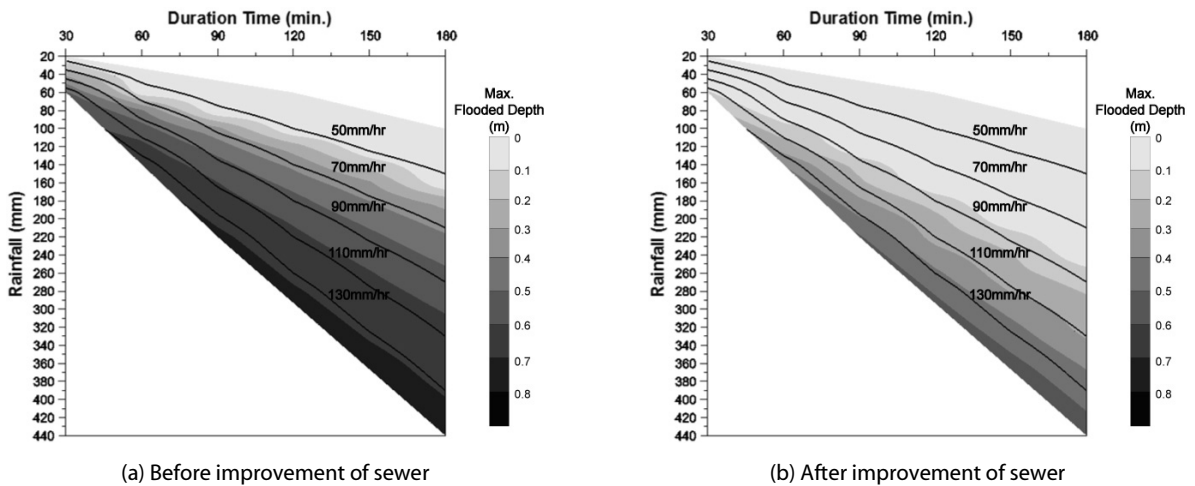 Duration Time (min.)
30 60 90 120 150 180
20
40
60
80
100
120
140
160
180
200
220
240
260
280
300
320
340
360
380
400
420
440
Rainfall (mm)
50mm/hr
70mm/hr
90mm/hr
110mm/hr
130mm/hr
Max.
Flooded Depth
(m)
0
0.1
0.2
0.3
0.5
0.6
0.7
0.8
(a) Before improvement of sewer
Duration Time (min.)
30 60 90 120 150 180
20
40
60
80
100
120
140
160
180
200
220
240
260
280
300
320
340
360
380
400
420
440
Rainfall (mm)
50mm/hr
70mm/hr
90mm/hr
110mm/hr
130mm/hr
Max.
Flooded Depth
(m)
0
0.1
0.2
0.3
0.5
0.6
0.7
0.8
(b) After improvement of sewer